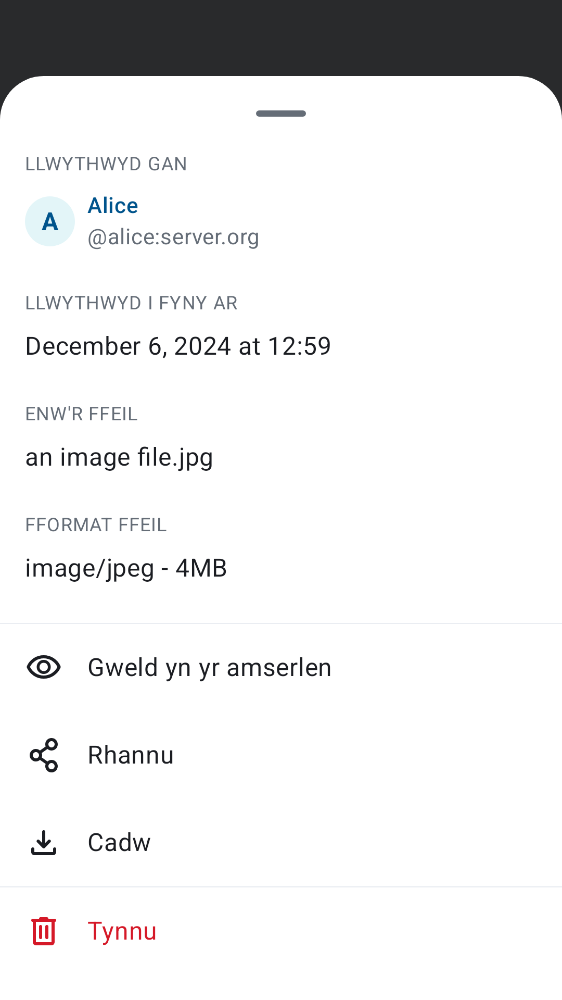 LLWYTHWYD GAN
A
Alice
@alice:server.org
LLWYTHWYD I FYNY AR
December 6, 2024 at 12:59
ENW'R FFEIL
an image file.jpg
FFORMAT FFEIL
image/jpeg - 4MB
Gweld yn yr amserlen
Rhannu
Cadw
Tynnu